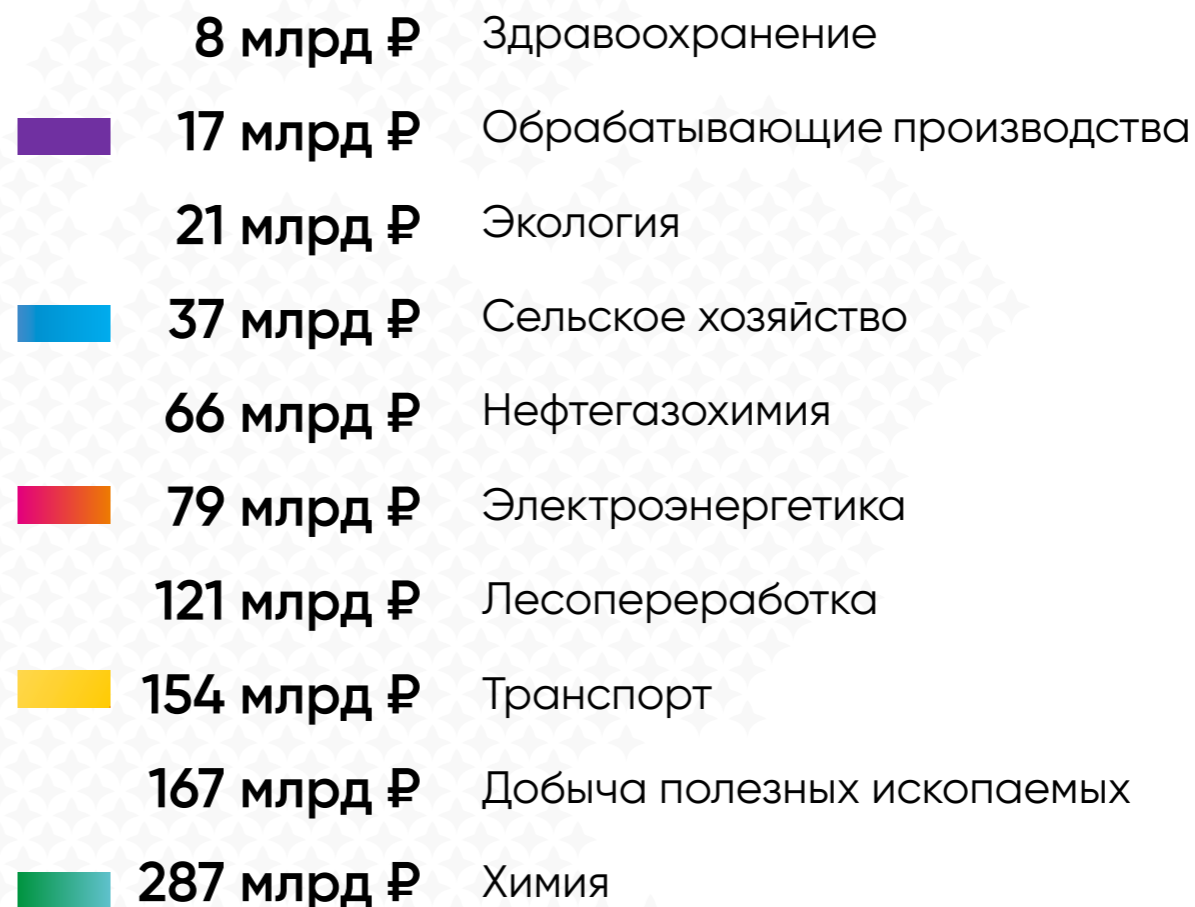 8 млрд ₽ Здравоохранение
17 млрд ₽ Обрабатывающие производства
21 млрд ₽ Экология
37 млрд ₽ Сельское хозяйство
66 млрд ₽ Нефтегазохимия
79 млрд ₽ Электроэнергетика
121 млрд ₽ Лесопереработка
154 млрд ₽ Транспорт
167 млрд ₽ Добыча полезных ископаемых
287 млрд ₽ Химия